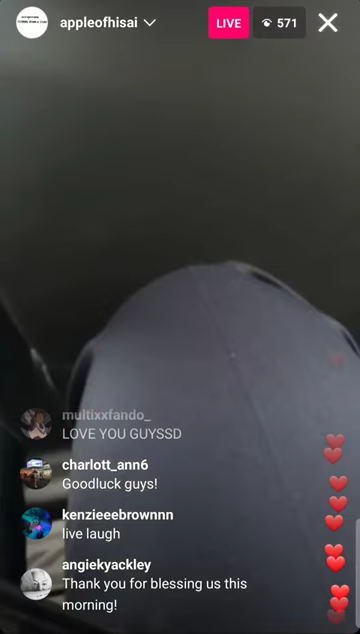 appleofhisai
LIVE
571
multixxfando_
LOVE YOU GUYSSD
charlott_ann6
Goodluck guys!
kenzieeebrownnn
live laugh
angiekyackley
Thank you for blessing us this
morning!